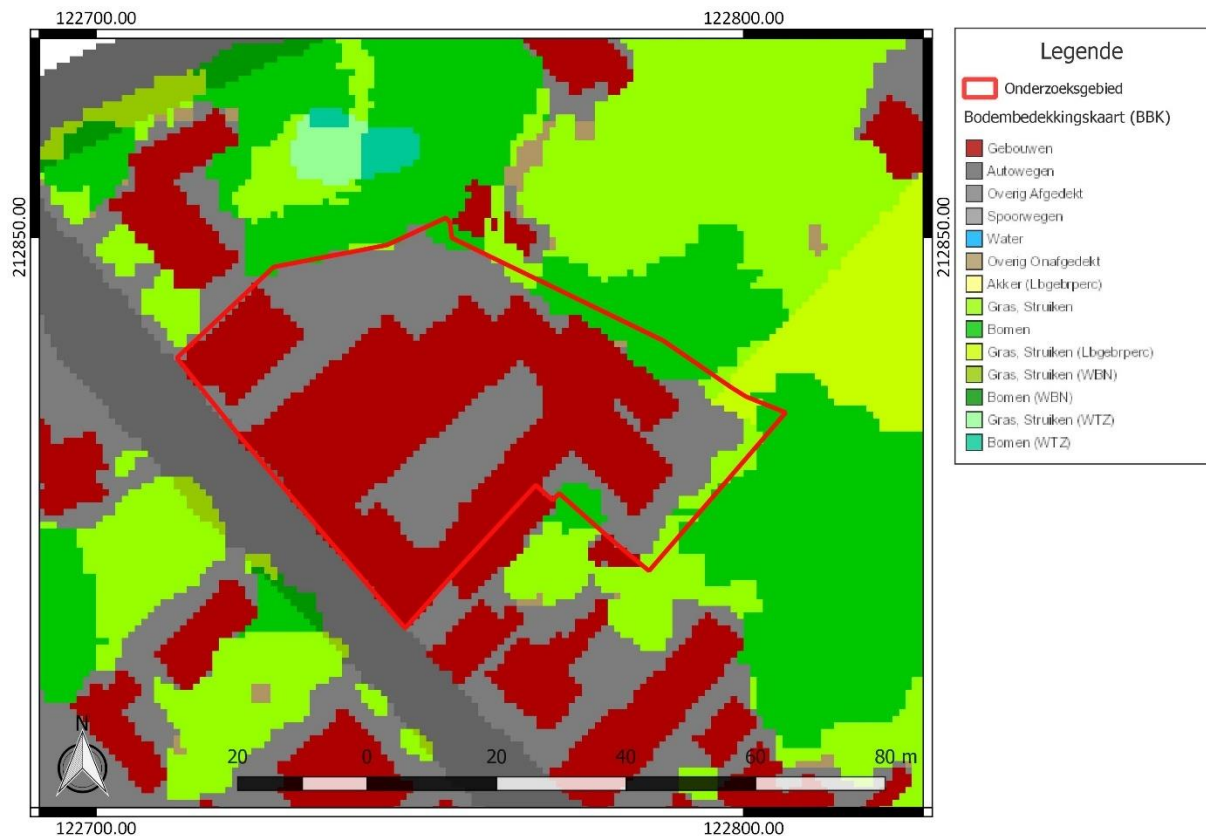 122700.00
122800.00
212850.00
212850.00
Legende
Onderzoeksgebied
Bodembedekkingskaart (BBK)
Gebouwen
Autowegen
Overig Afgedekt
Spoorwegen
Water
Overig Onafgedekt
Akker (Lbgebrperc)
Gras, Struiken
Bomen
Gras, Struiken (Lbgebrperc)
Gras, Struiken (WBN)
Bomen (WBN)
Gras, Struiken (WTZ)
Bomen (WTZ)
N
20 0 20 40 60 80 m
122700.00
122800.00